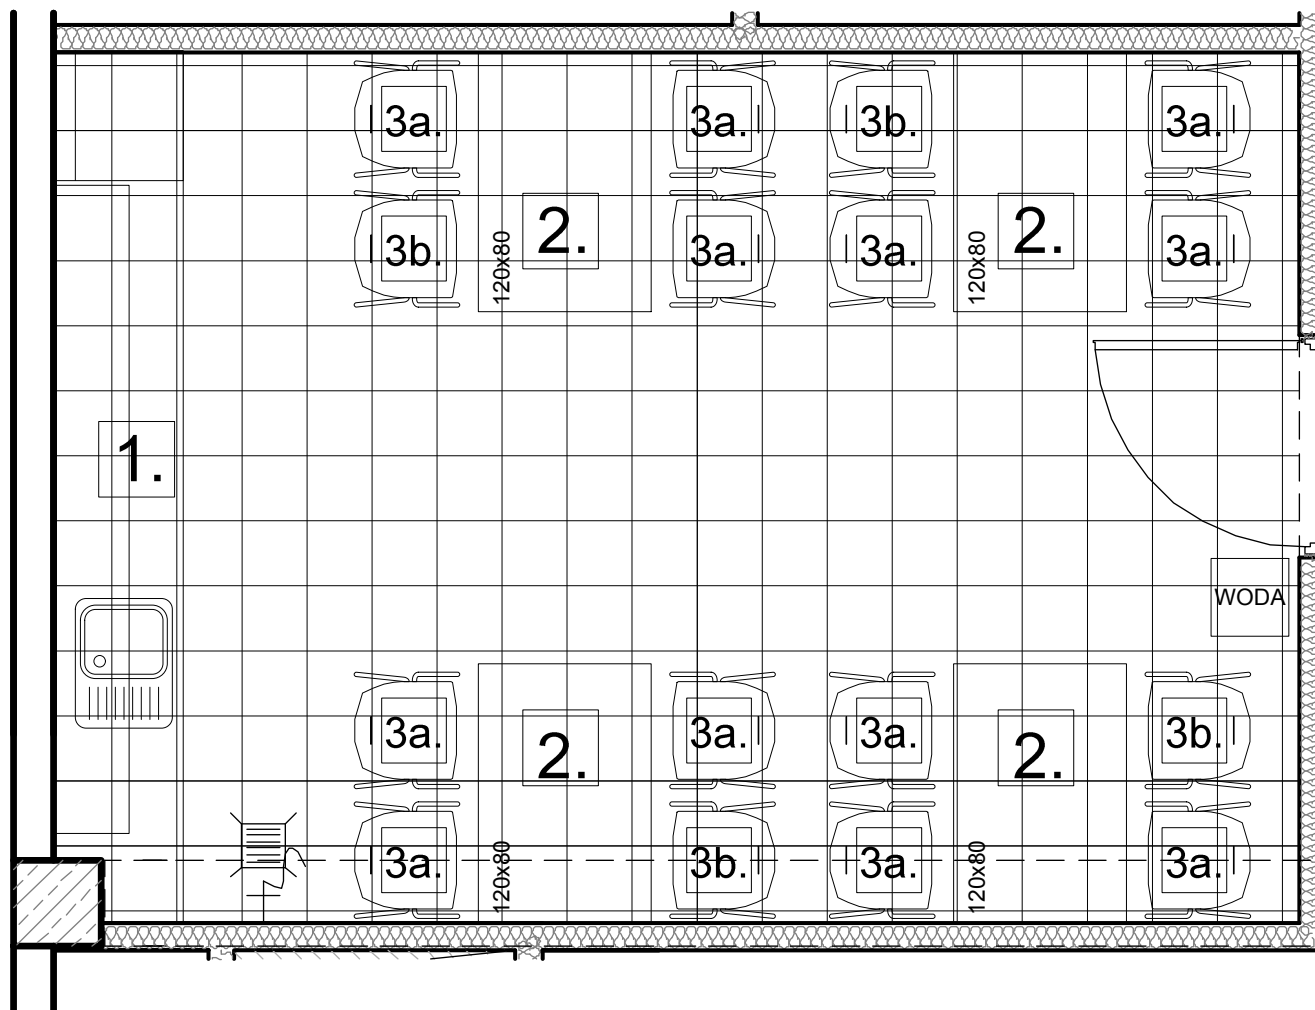 3a. 3a. 3b. 3a.
3b. 120x80 2. 3a. 3a. 120x80 2. 3a.
1.
WODA
3a. 2. 3a. 3a. 2. 3b.
3a. 120x80 3b. 3a. 120x80 3a.